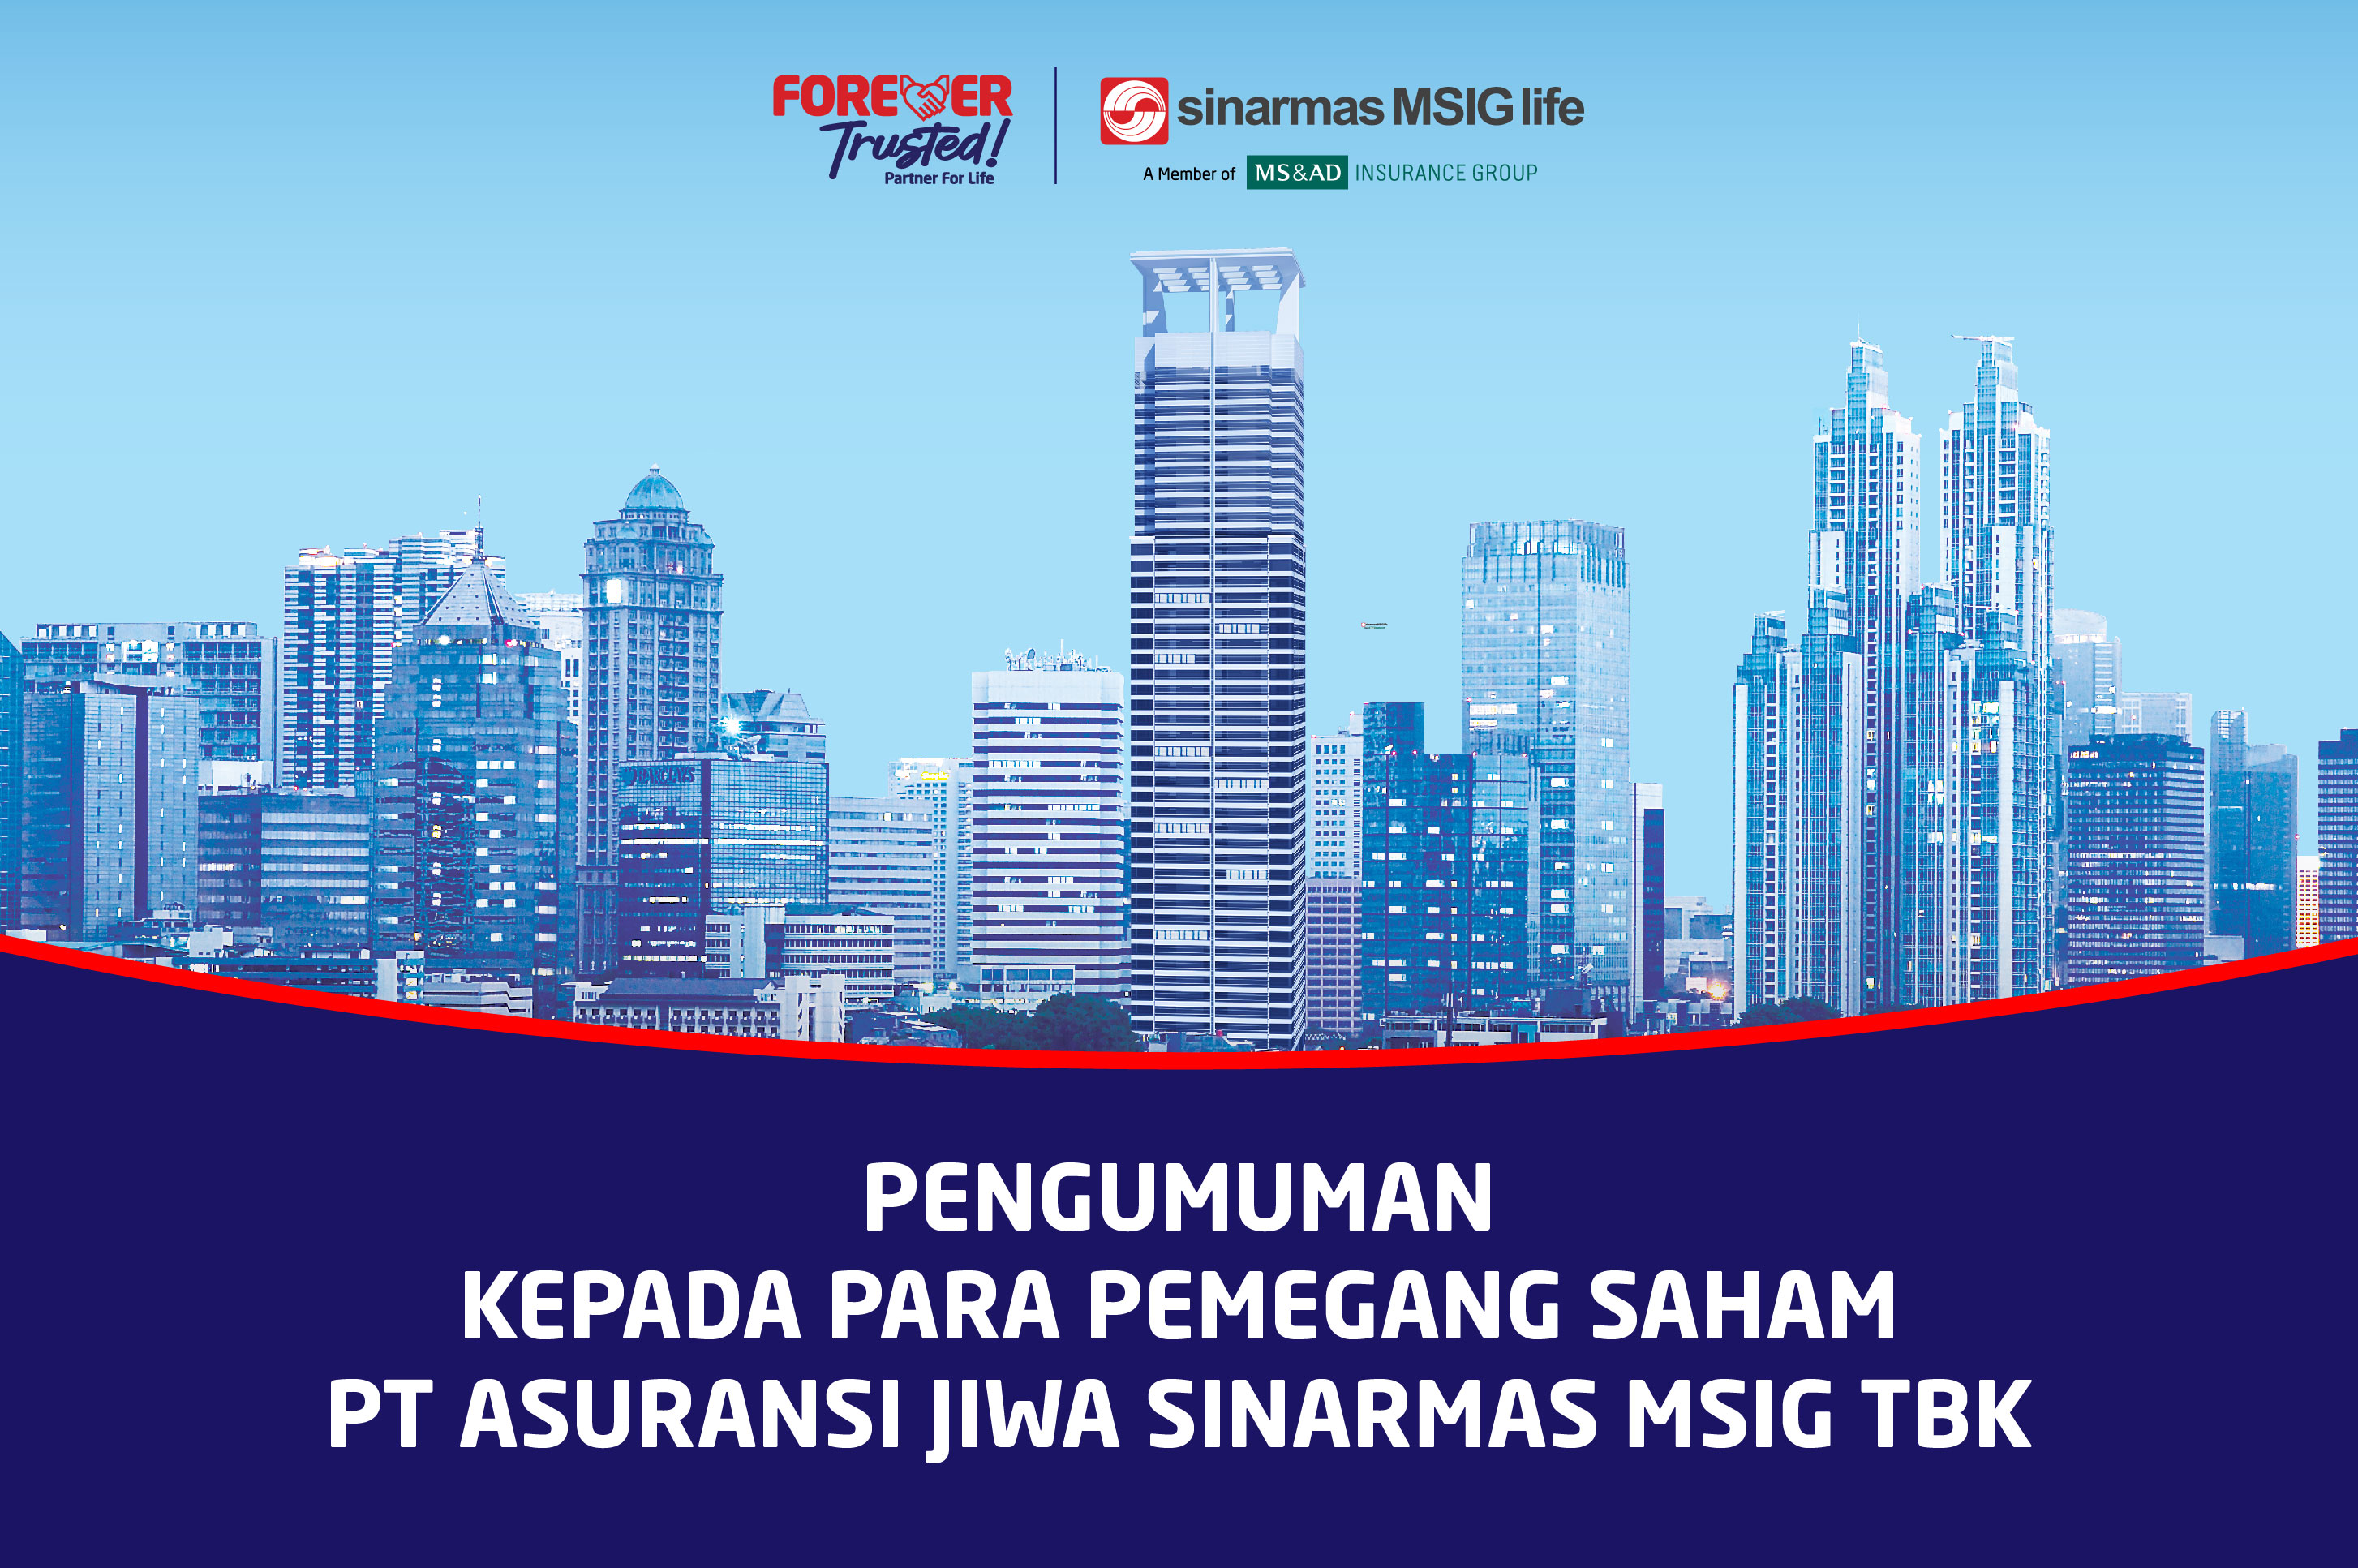 FOREVER
Trusted!
Partner For Life
sinarmas MSIG life
A Member of MS&AD INSURANCE GROUP
BARCLAYS
PENGUMUMAN
KEPADA PARA PEMEGANG SAHAM
PT ASURANSI JIWA SINARMAS MSIG TBK